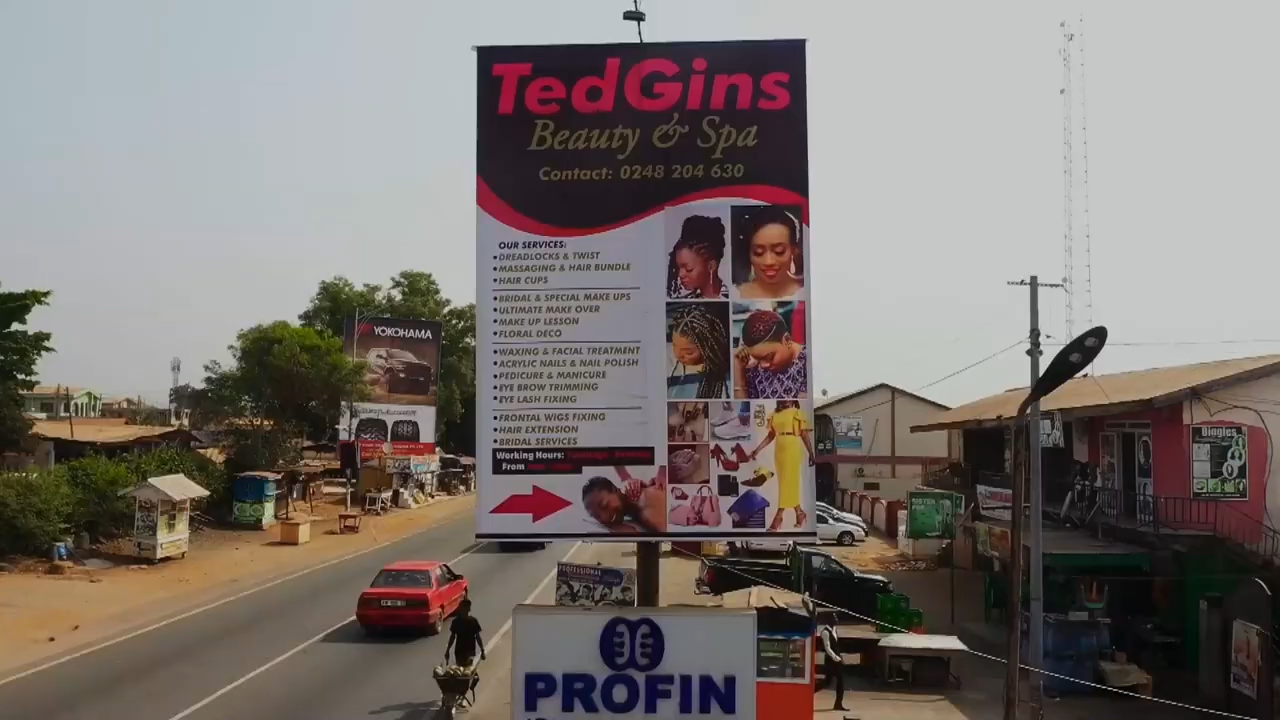 TedGins
Beauty & Spa
Contact: 0248 204 630
OUR SERVICES:
•DREADLOCKS & TWIST
•MASSAGING & HAIR BUNDLE
•HAIR CUPS
•BRIDAL & SPECIAL MAKE UPS
•ULTIMATE MAKE OVER
•MAKE UP LESSON
•FLORAL DECO
•WAXING & FACIAL TREATMENT
•ACRYLIC NAILS & NAIL POLISH
•PEDICURE & MANICURE
•EYE BROW TRIMMING
•EYE LASH FIXING
•FRONTAL WIGS FIXING
•HAIR EXTENSION
•BRIDAL SERVICES
Working Hours:
From
YOKOHAMA
PROFESSIONAL
PROFIN
Dingles